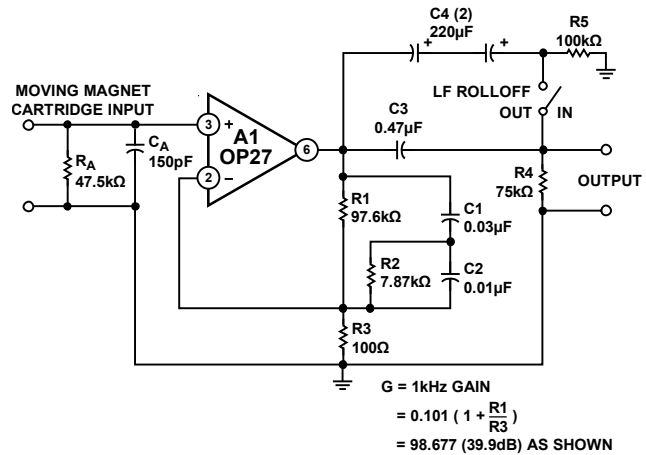 C4 (2)
220µF
R5
100kΩ
MOVING MAGNET
CARTRIDGE INPUT
LF ROLLOFF
OUT
IN
3
+
A1
OP27
6
2
–
C3
0.47µF
RA
47.5kΩ
CA
150pF
R4
75kΩ
OUTPUT
R1
97.6kΩ
C1
0.03µF
R2
7.87kΩ
C2
0.01µF
R3
100Ω
G = 1kHz GAIN
= 0.101 ( 1 + R1/R3 )
= 98.677 (39.9dB) AS SHOWN
+
+